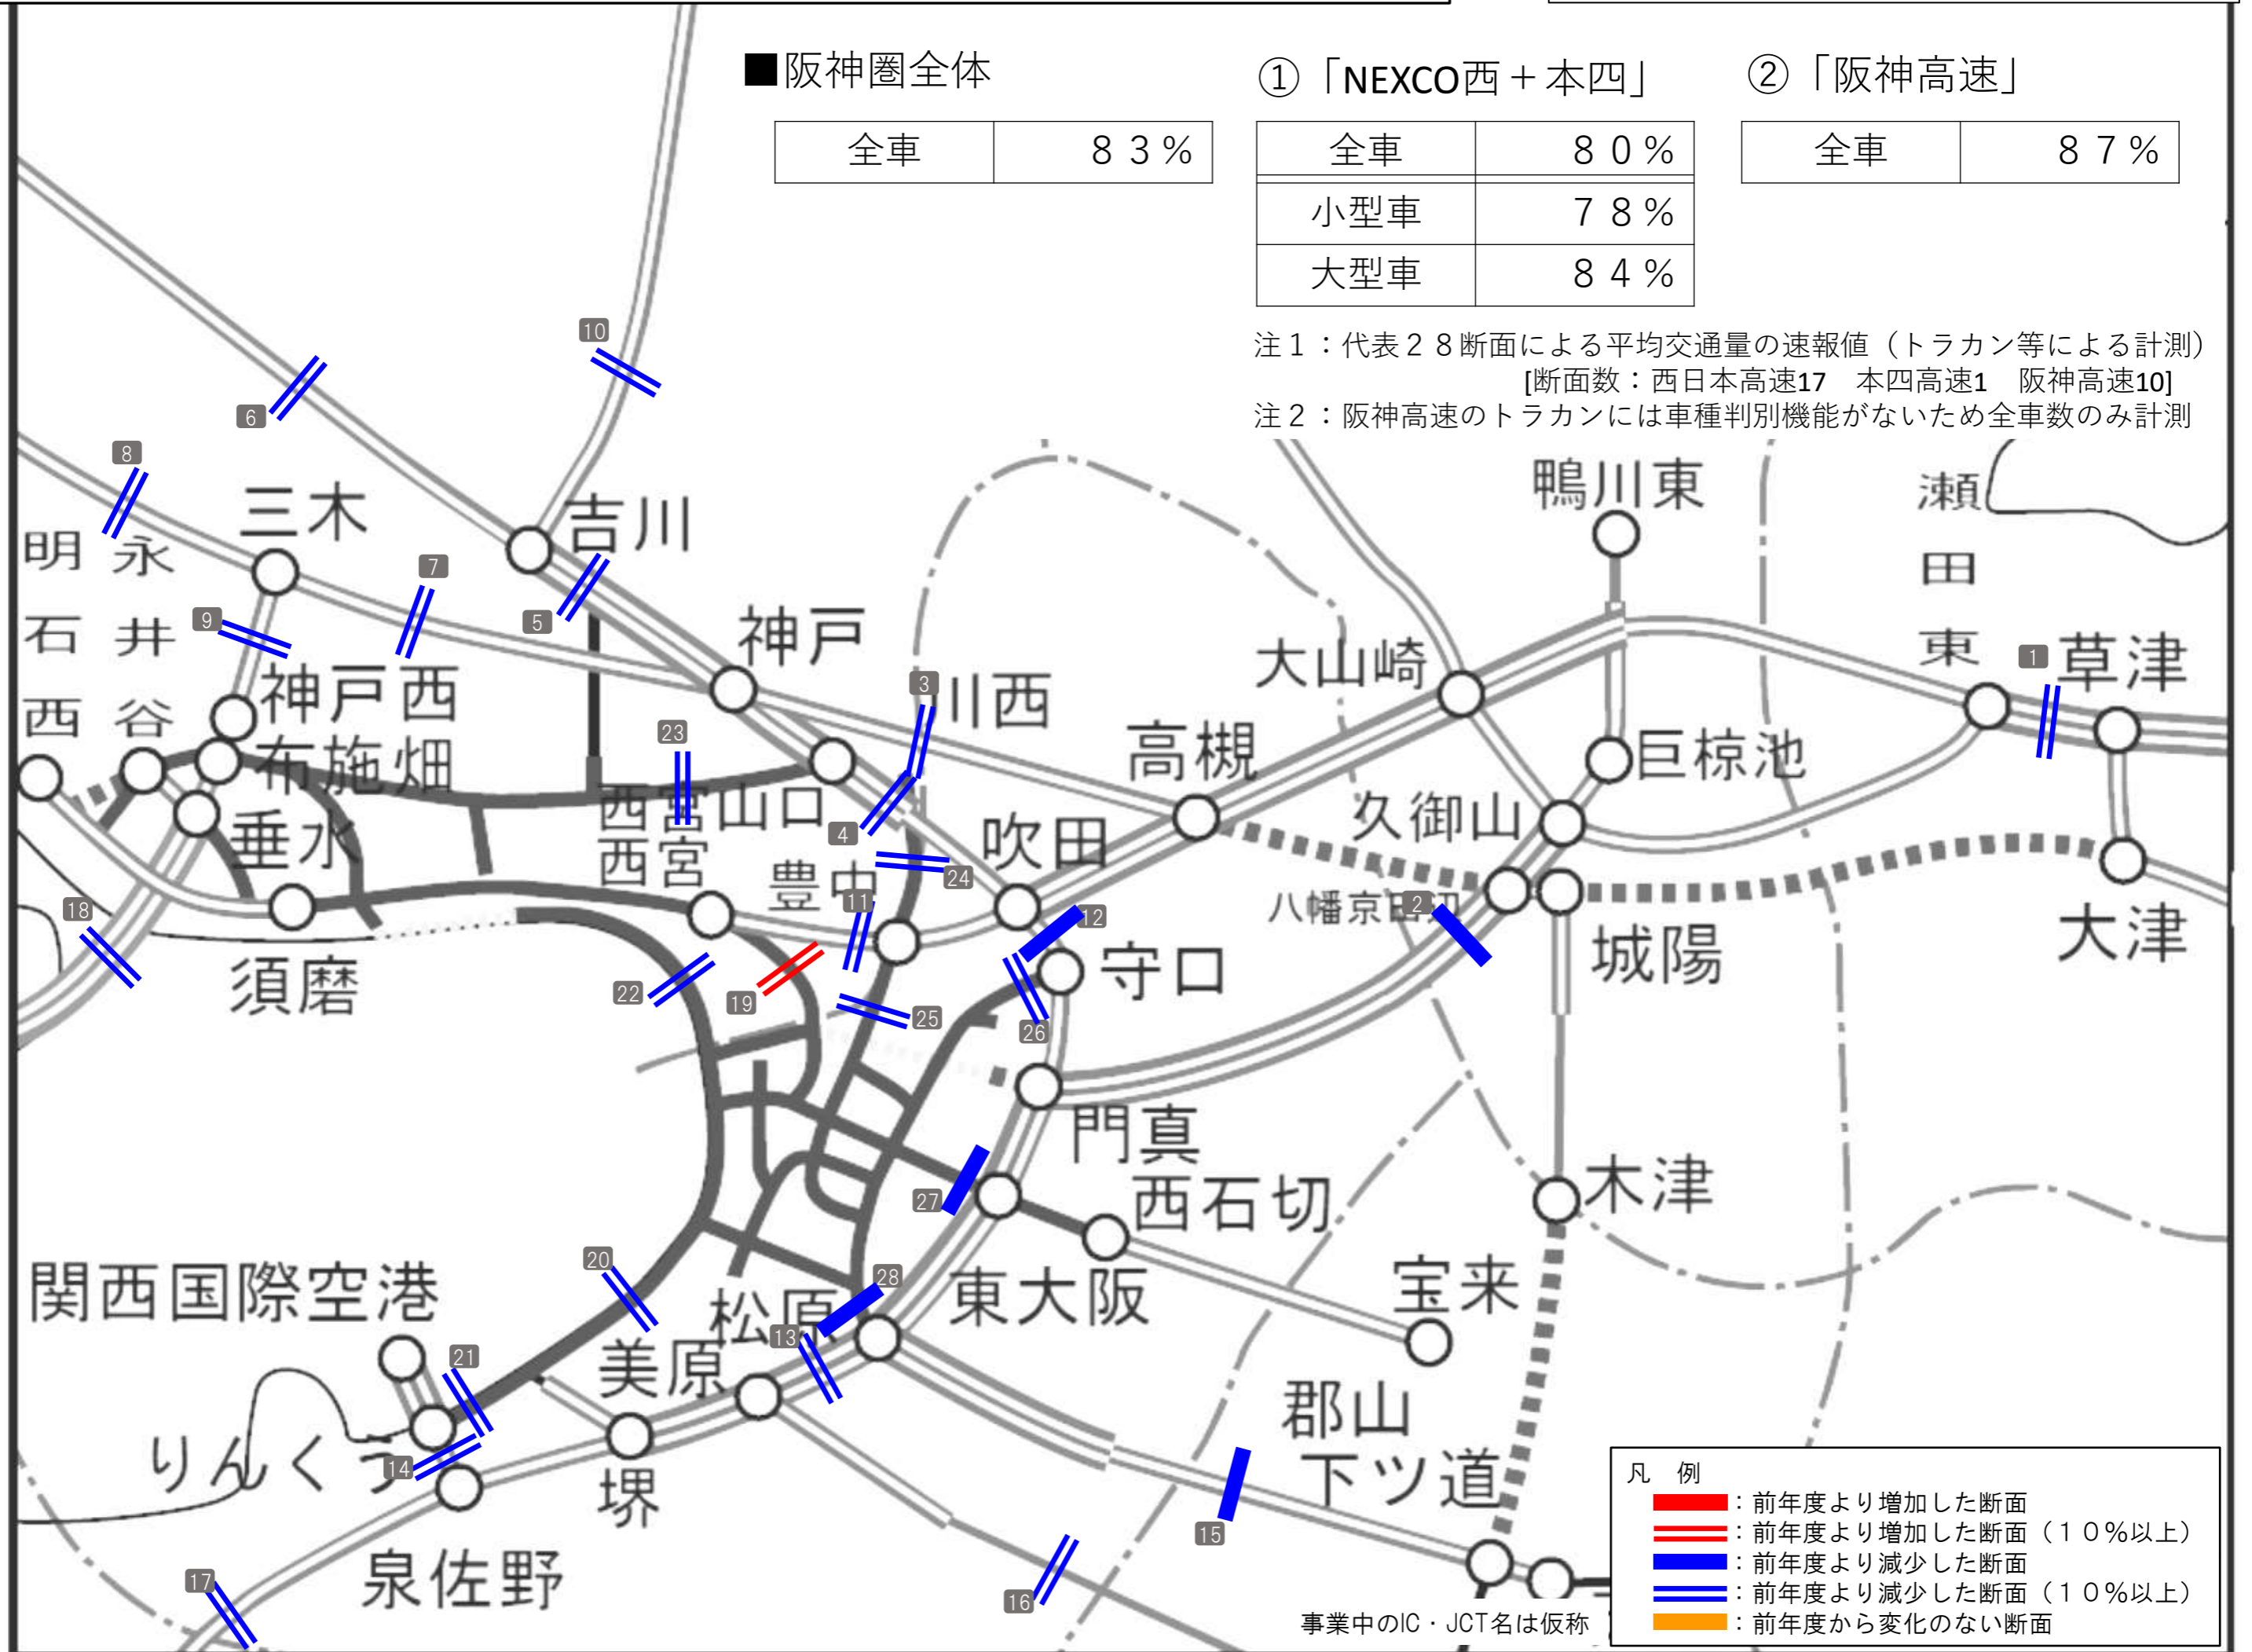 ■阪神圏全体
全車 83%
①「NEXCO西+本四」
全車 80%
小型車 78%
大型車 84%
②「阪神高速」
全車 87%
注1：代表28断面による平均交通量の速報値（トラカン等による計測）
[断面数：西日本高速17 本四高速1 阪神高速10]
注2：阪神高速のトラカンには車種判別機能がないため全車数のみ計測
10
6
8
三木
吉川
鴨川東
瀬田東
明石西
永井谷
7
5
9
神戸
大山崎
1
草津
神戸西
3
川西
23
布施畑
高槻
巨椋池
西宮山口
4
吹田
久御山
垂水
西宮
豊中
24
11
12
八幡京田辺
2
18
城陽
大津
須磨
守口
22
19
25
26
門真
27
西石切
木津
関西国際空港
20
28
松原
東大阪
宝来
13
21
美原
郡山下ツ道
りんくう
14
堺
15
17
泉佐野
16
事業中のIC・JCT名は仮称
凡 例
：前年度より増加した断面
：前年度より増加した断面（10％以上）
：前年度より減少した断面
：前年度より減少した断面（10％以上）
：前年度から変化のない断面